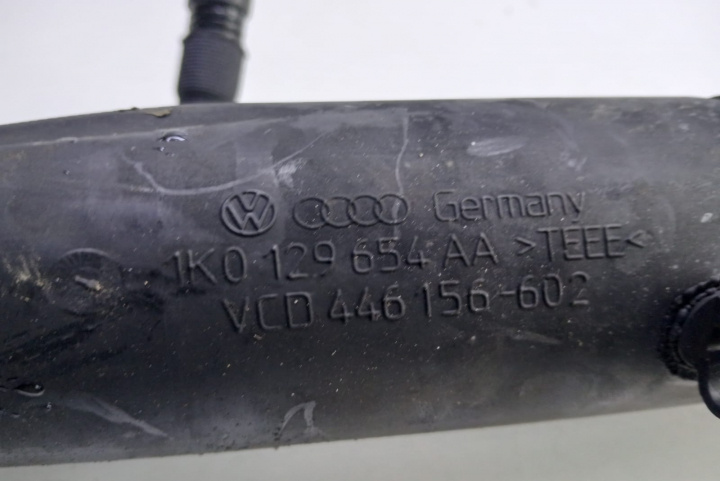 Germany
1K0 129 654 AA >TEEE<
VCD 446 156-602